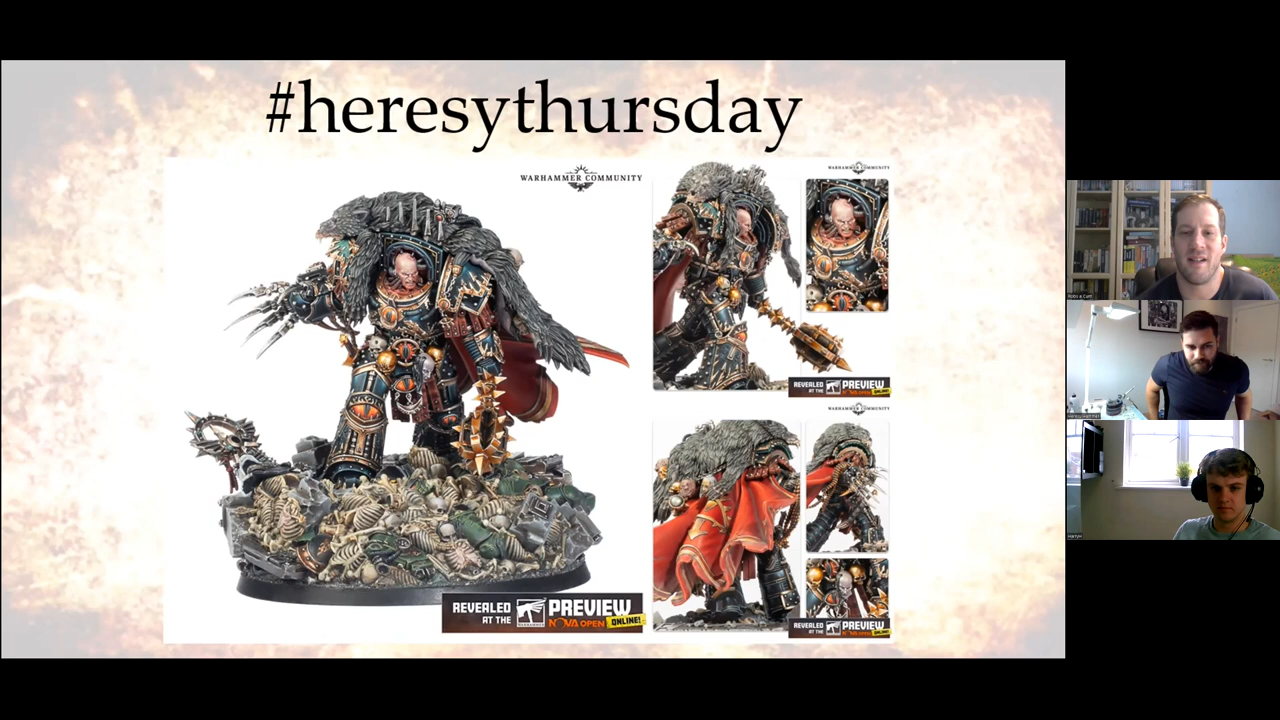 #heresythursday
WARHAMMER COMMUNITY
REVEALED
AT THE
WARHAMMER
PREVIEW
NOVA OPEN
ONLINE!
WARHAMMER COMMUNITY
REVEALED
AT THE
PREVIEW
NOVA OPEN
ONLINE!
WARHAMMER COMMUNITY
REVEALED
AT THE
PREVIEW
NOVA OPEN
ONLINE!